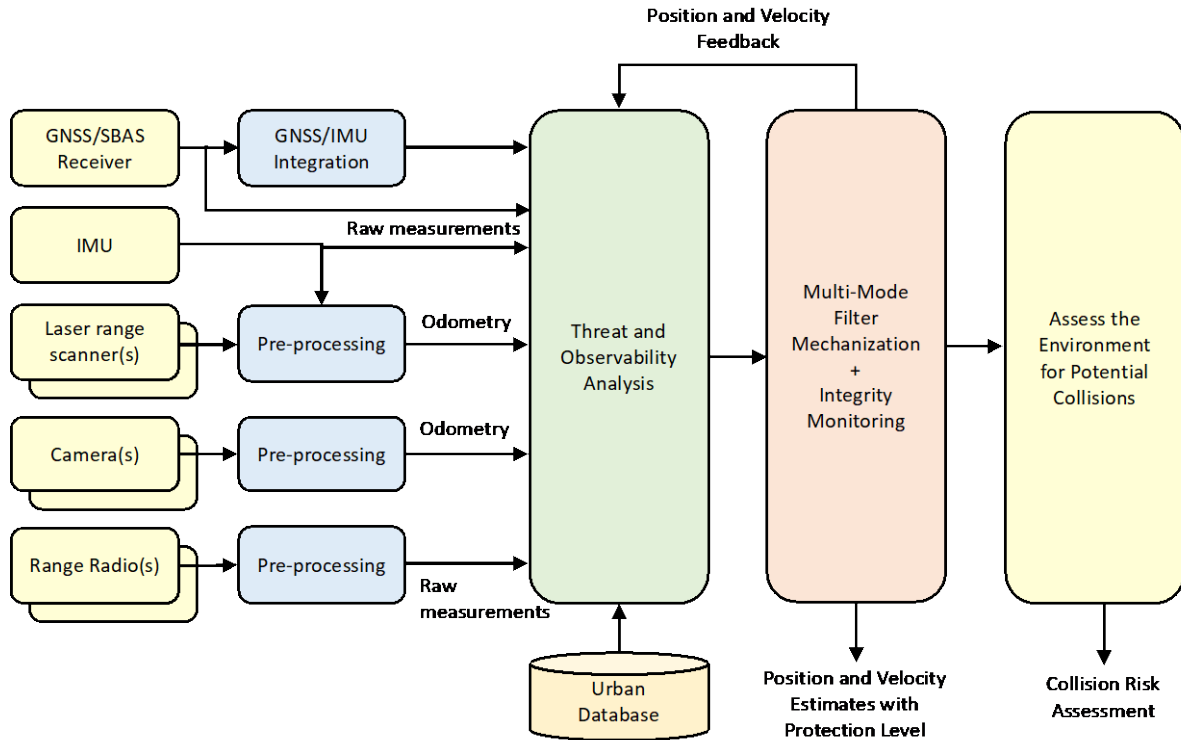 Position and Velocity
Feedback
GNSS/SBAS
Receiver
GNSS/IMU
Integration
IMU
Raw measurements
Laser range
scanner(s)
Pre-processing
Odometry
Camera(s)
Pre-processing
Odometry
Range Radio(s)
Pre-processing
Raw
measurements
Threat and
Observability
Analysis
Urban
Database
Multi-Mode
Filter
Mechanization
+
Integrity
Monitoring
Position and Velocity
Estimates with
Protection Level
Assess the
Environment
for Potential
Collisions
Collision Risk
Assessment